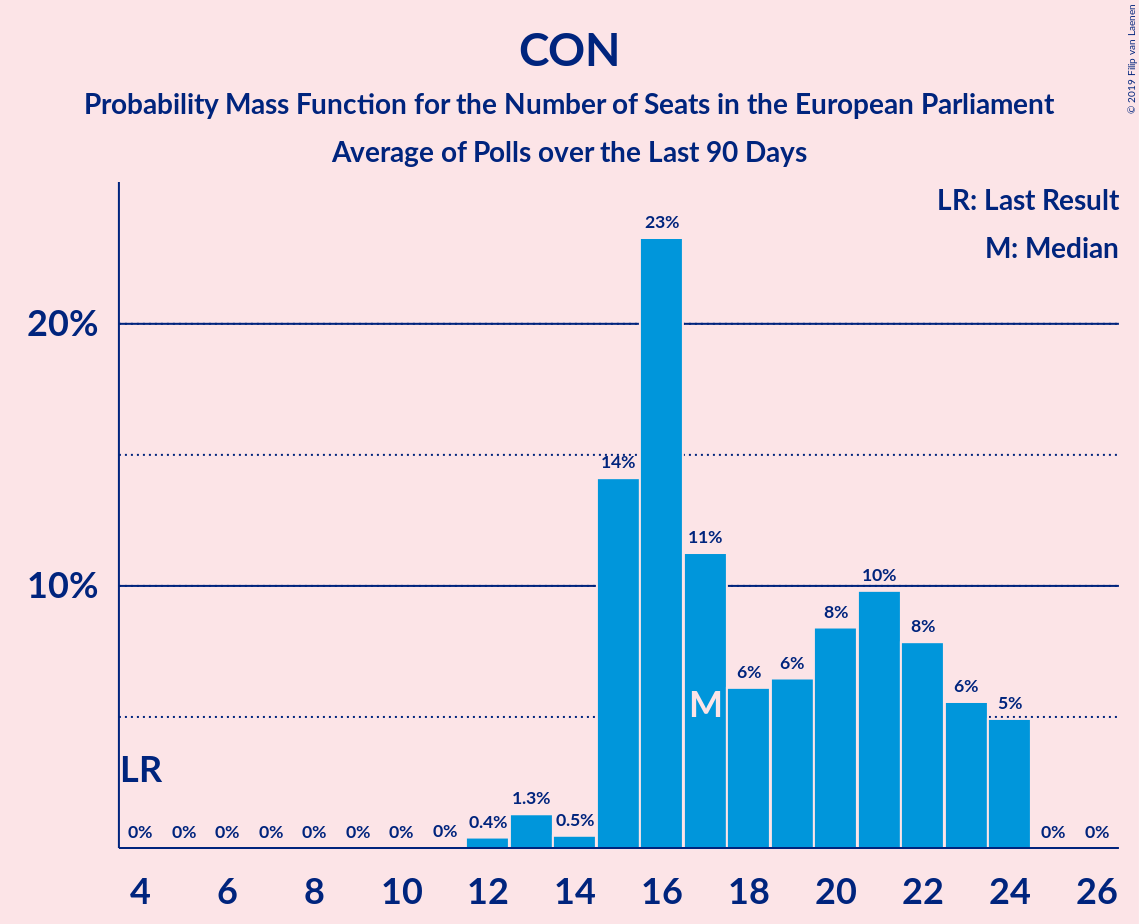 CON
Probability Mass Function for the Number of Seats in the European Parliament
Average of Polls over the Last 90 Days
© 2019 Filip van Laenen
LR: Last Result
M: Median
20%
10%
0% 0% 0% 0% 0% 0% 0% 0% 0.4% 1.3% 0.5% 14% 23% 11% 6% 6% 8% 10% 8% 6% 5% 0% 0%
LR
M
4 6 8 10 12 14 16 18 20 22 24 26